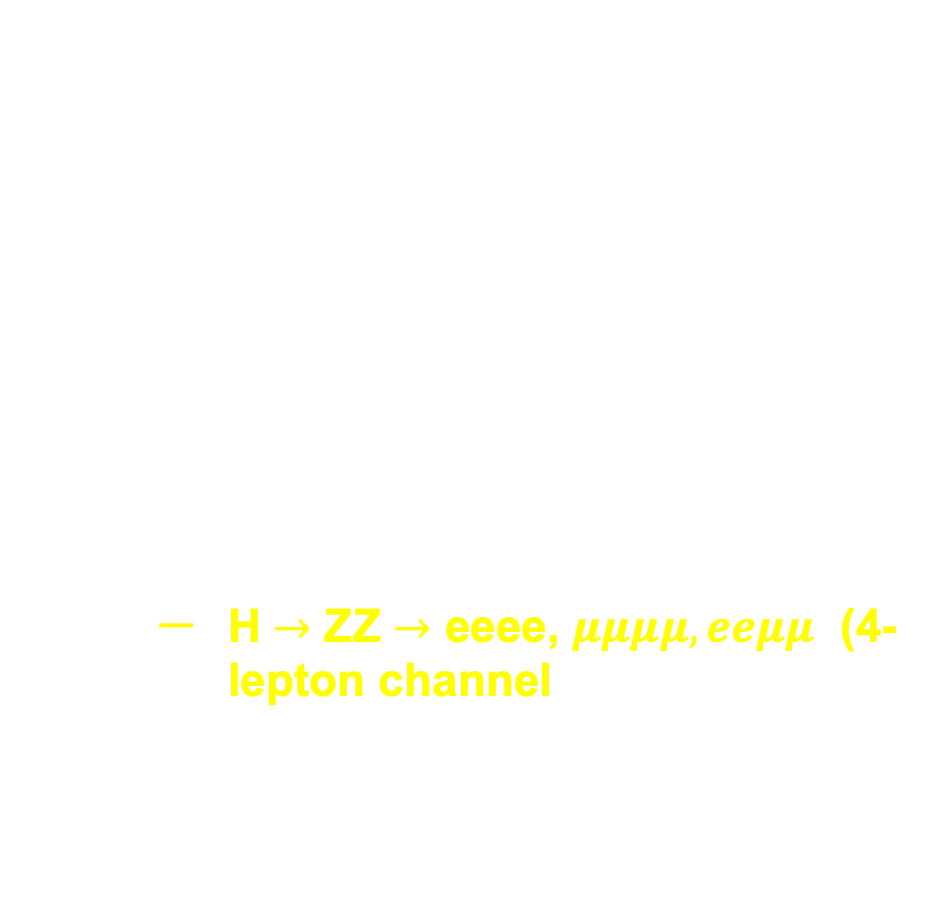 – H → ZZ → eeee, 𝝁𝝁𝝁𝝁, 𝒆𝒆𝝁𝝁 (4-
lepton channel